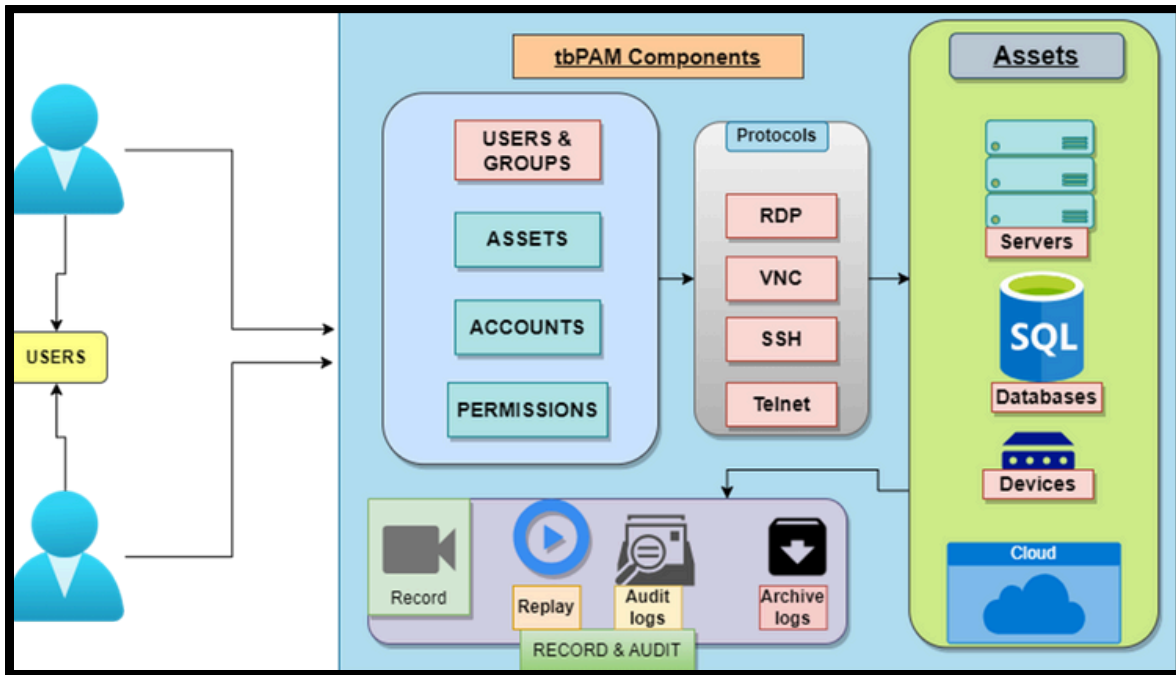 tbPAM Components
Assets
USERS &
GROUPS
ASSETS
ACCOUNTS
PERMISSIONS
Protocols
RDP
VNC
SSH
Telnet
Servers
SQL
Databases
Devices
Cloud
USERS
Record
Replay
Audit
logs
Archive
logs
RECORD & AUDIT